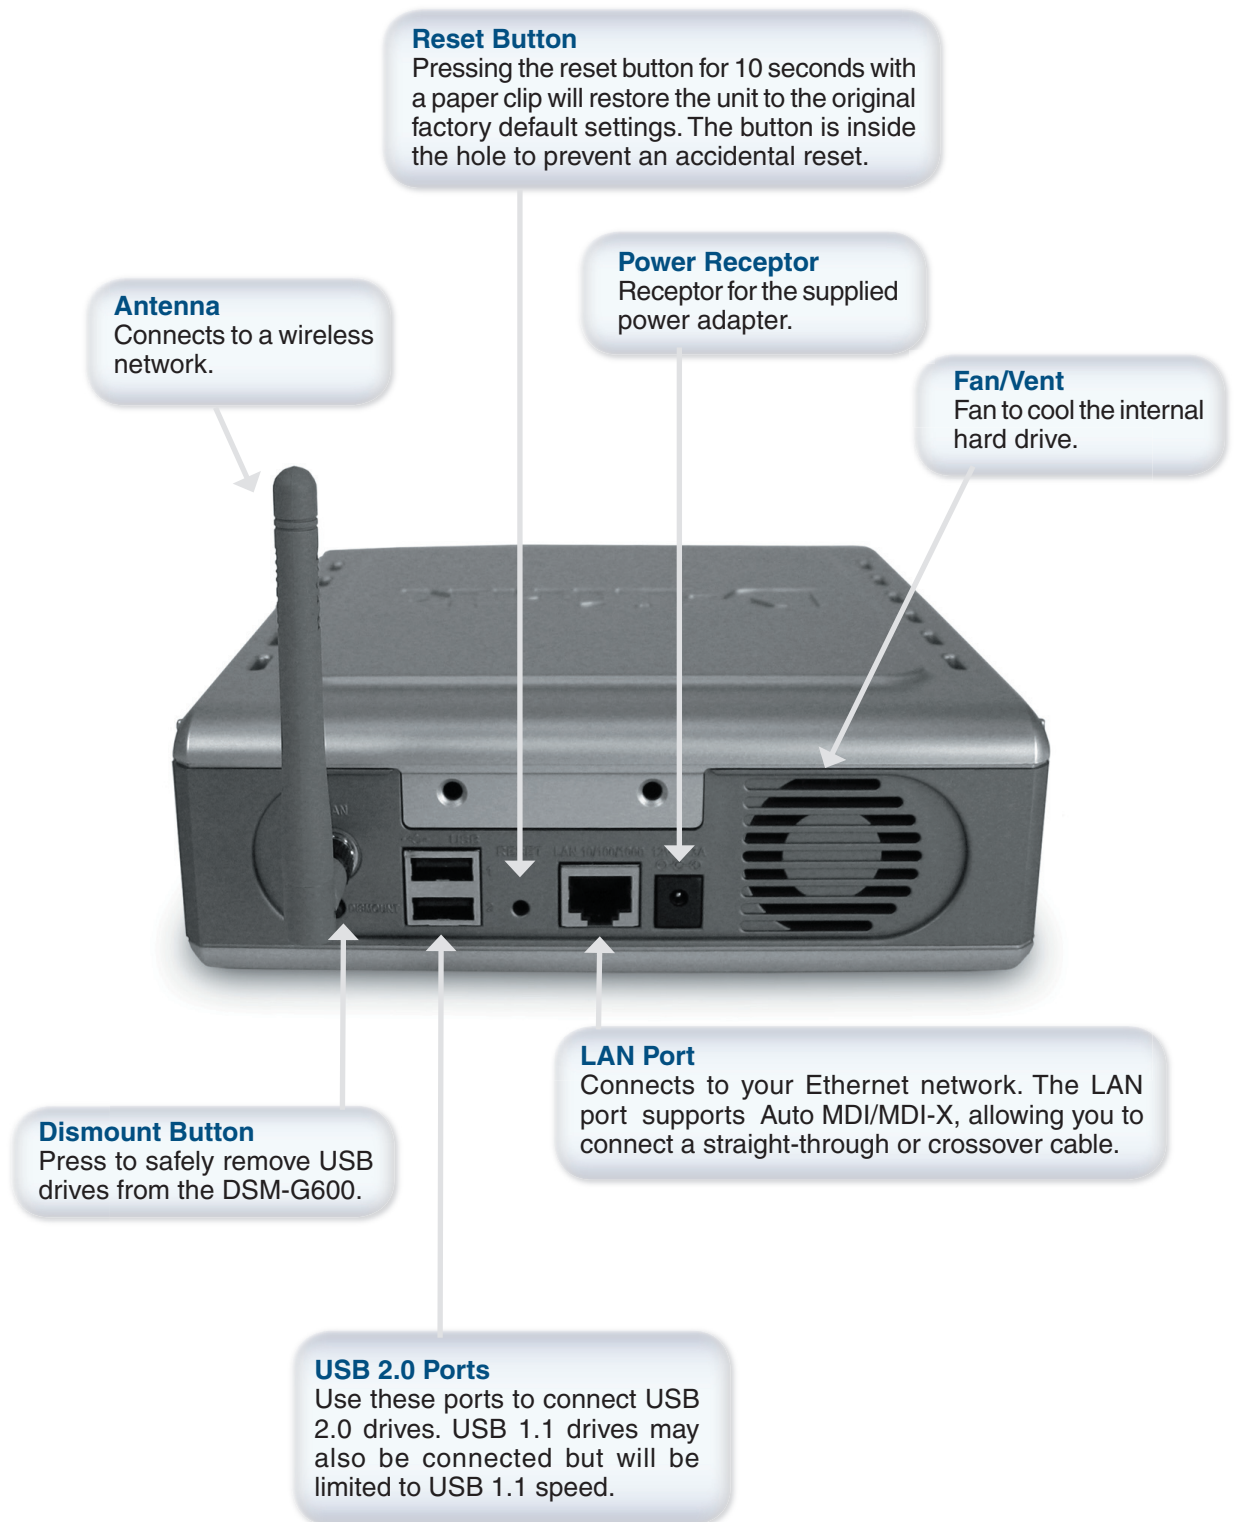 Reset Button
Pressing the reset button for 10 seconds with
a paper clip will restore the unit to the original
factory default settings. The button is inside
the hole to prevent an accidental reset.
Power Receptor
Receptor for the supplied
power adapter.
Antenna
Connects to a wireless
network.
Fan/Vent
Fan to cool the internal
hard drive.
USB
LAN 10/100/1000
DISMOUNT
LAN Port
Connects to your Ethernet network. The LAN
port supports Auto MDI/MDI-X, allowing you to
connect a straight-through or crossover cable.
Dismount Button
Press to safely remove USB
drives from the DSM-G600.
USB 2.0 Ports
Use these ports to connect USB
2.0 drives. USB 1.1 drives may
also be connected but will be
limited to USB 1.1 speed.